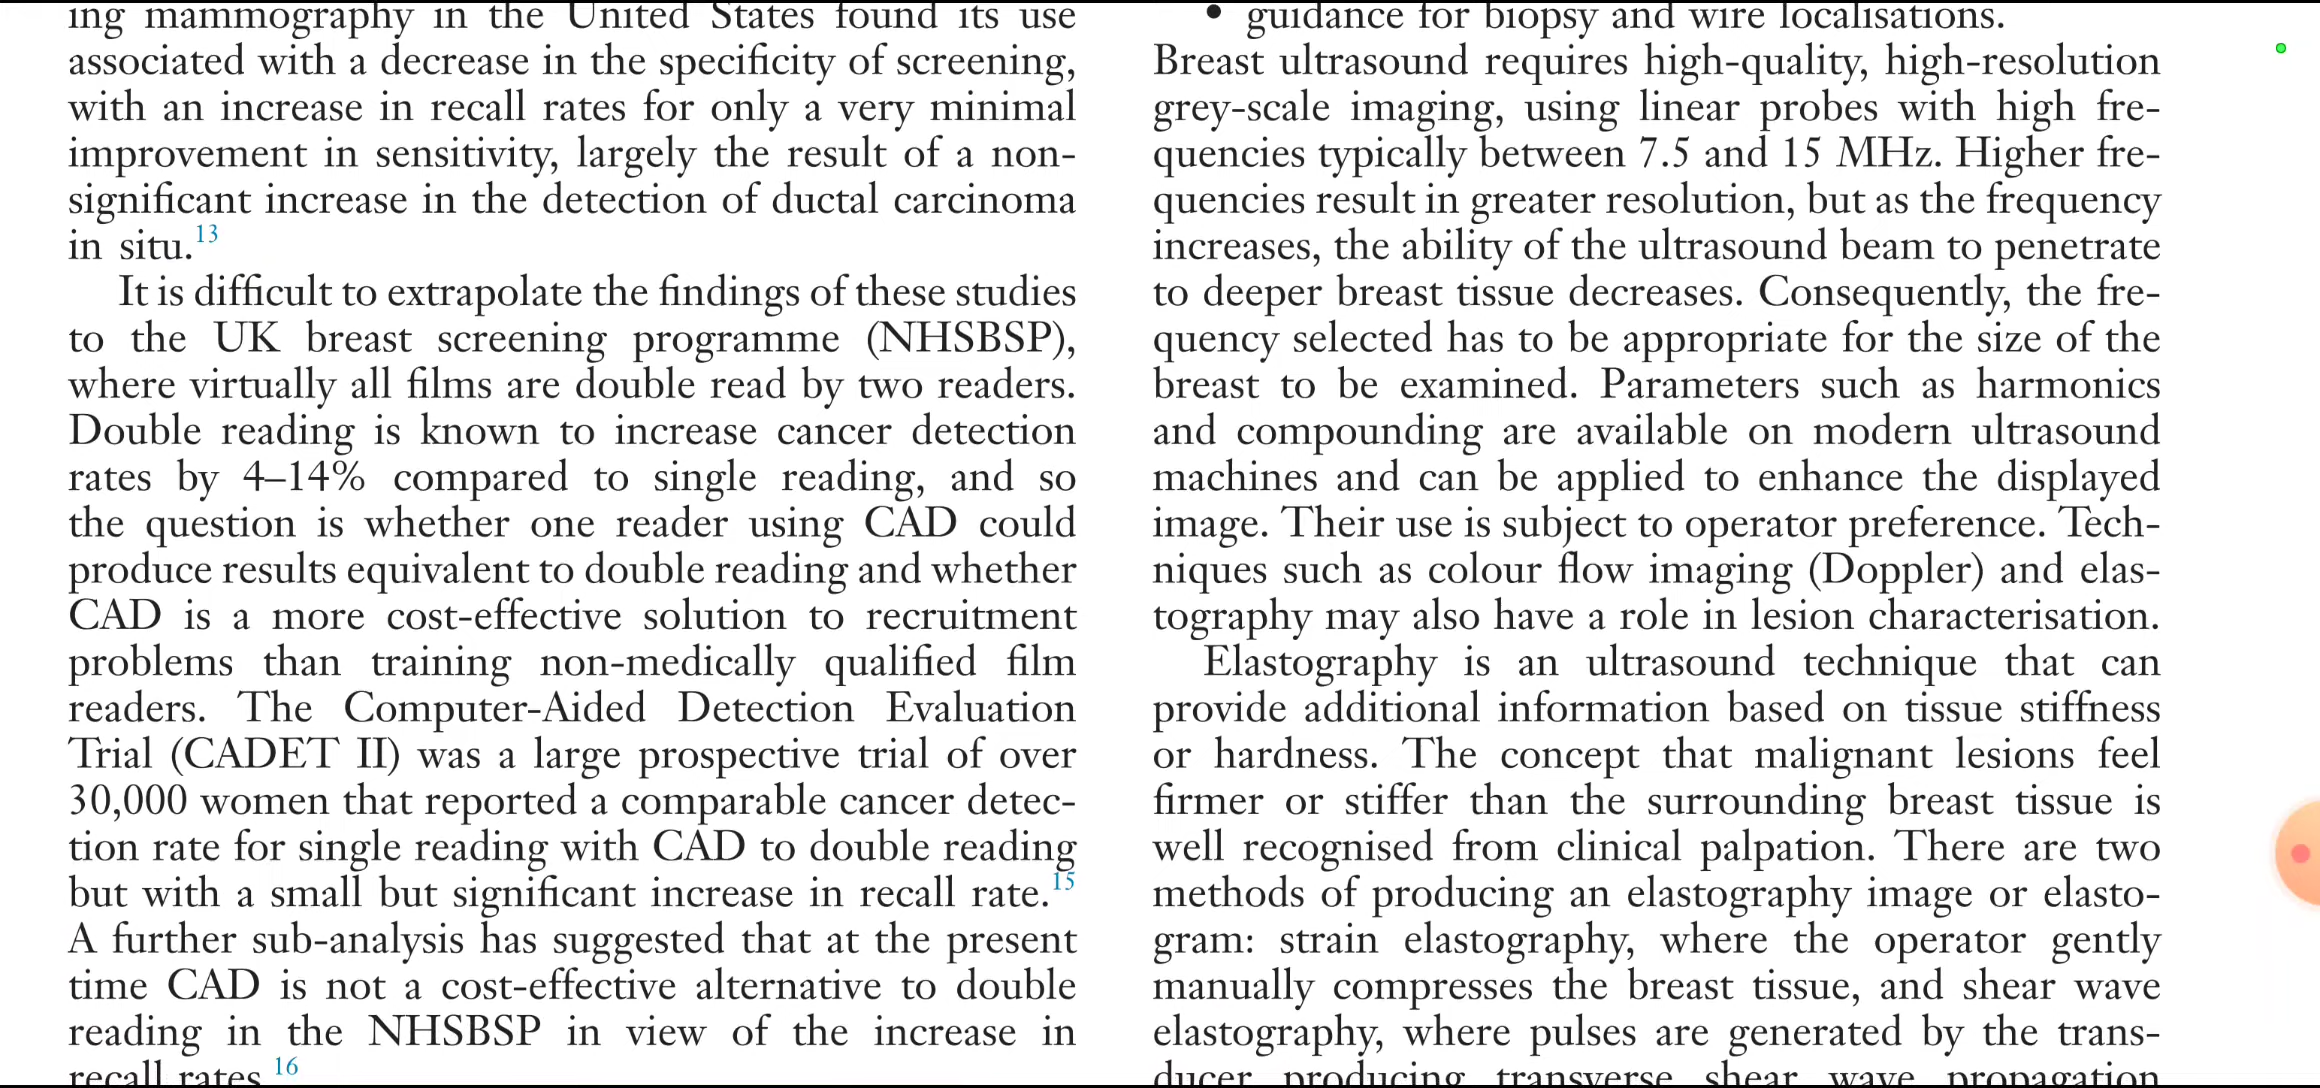 ing mammography in the United States found its use
associated with a decrease in the specificity of screening,
with an increase in recall rates for only a very minimal
improvement in sensitivity, largely the result of a non-
significant increase in the detection of ductal carcinoma
in situ.13
It is difficult to extrapolate the findings of these studies
to the UK breast screening programme (NHSBSP),
where virtually all films are double read by two readers.
Double reading is known to increase cancer detection
rates by 4–14% compared to single reading, and so
the question is whether one reader using CAD could
produce results equivalent to double reading and whether
CAD is a more cost-effective solution to recruitment
problems than training non-medically qualified film
readers. The Computer-Aided Detection Evaluation
Trial (CADET II) was a large prospective trial of over
30,000 women that reported a comparable cancer detec-
tion rate for single reading with CAD to double reading
but with a small but significant increase in recall rate.15
A further sub-analysis has suggested that at the present
time CAD is not a cost-effective alternative to double
reading in the NHSBSP in view of the increase in
recall rates.16
• guidance for biopsy and wire localisations.
Breast ultrasound requires high-quality, high-resolution
grey-scale imaging, using linear probes with high fre-
quencies typically between 7.5 and 15 MHz. Higher fre-
quencies result in greater resolution, but as the frequency
increases, the ability of the ultrasound beam to penetrate
to deeper breast tissue decreases. Consequently, the fre-
quency selected has to be appropriate for the size of the
breast to be examined. Parameters such as harmonics
and compounding are available on modern ultrasound
machines and can be applied to enhance the displayed
image. Their use is subject to operator preference. Tech-
niques such as colour flow imaging (Doppler) and elas-
tography may also have a role in lesion characterisation.
Elastography is an ultrasound technique that can
provide additional information based on tissue stiffness
or hardness. The concept that malignant lesions feel
firmer or stiffer than the surrounding breast tissue is
well recognised from clinical palpation. There are two
methods of producing an elastography image or elasto-
gram: strain elastography, where the operator gently
manually compresses the breast tissue, and shear wave
elastography, where pulses are generated by the trans-
ducer producing transverse shear wave propagation